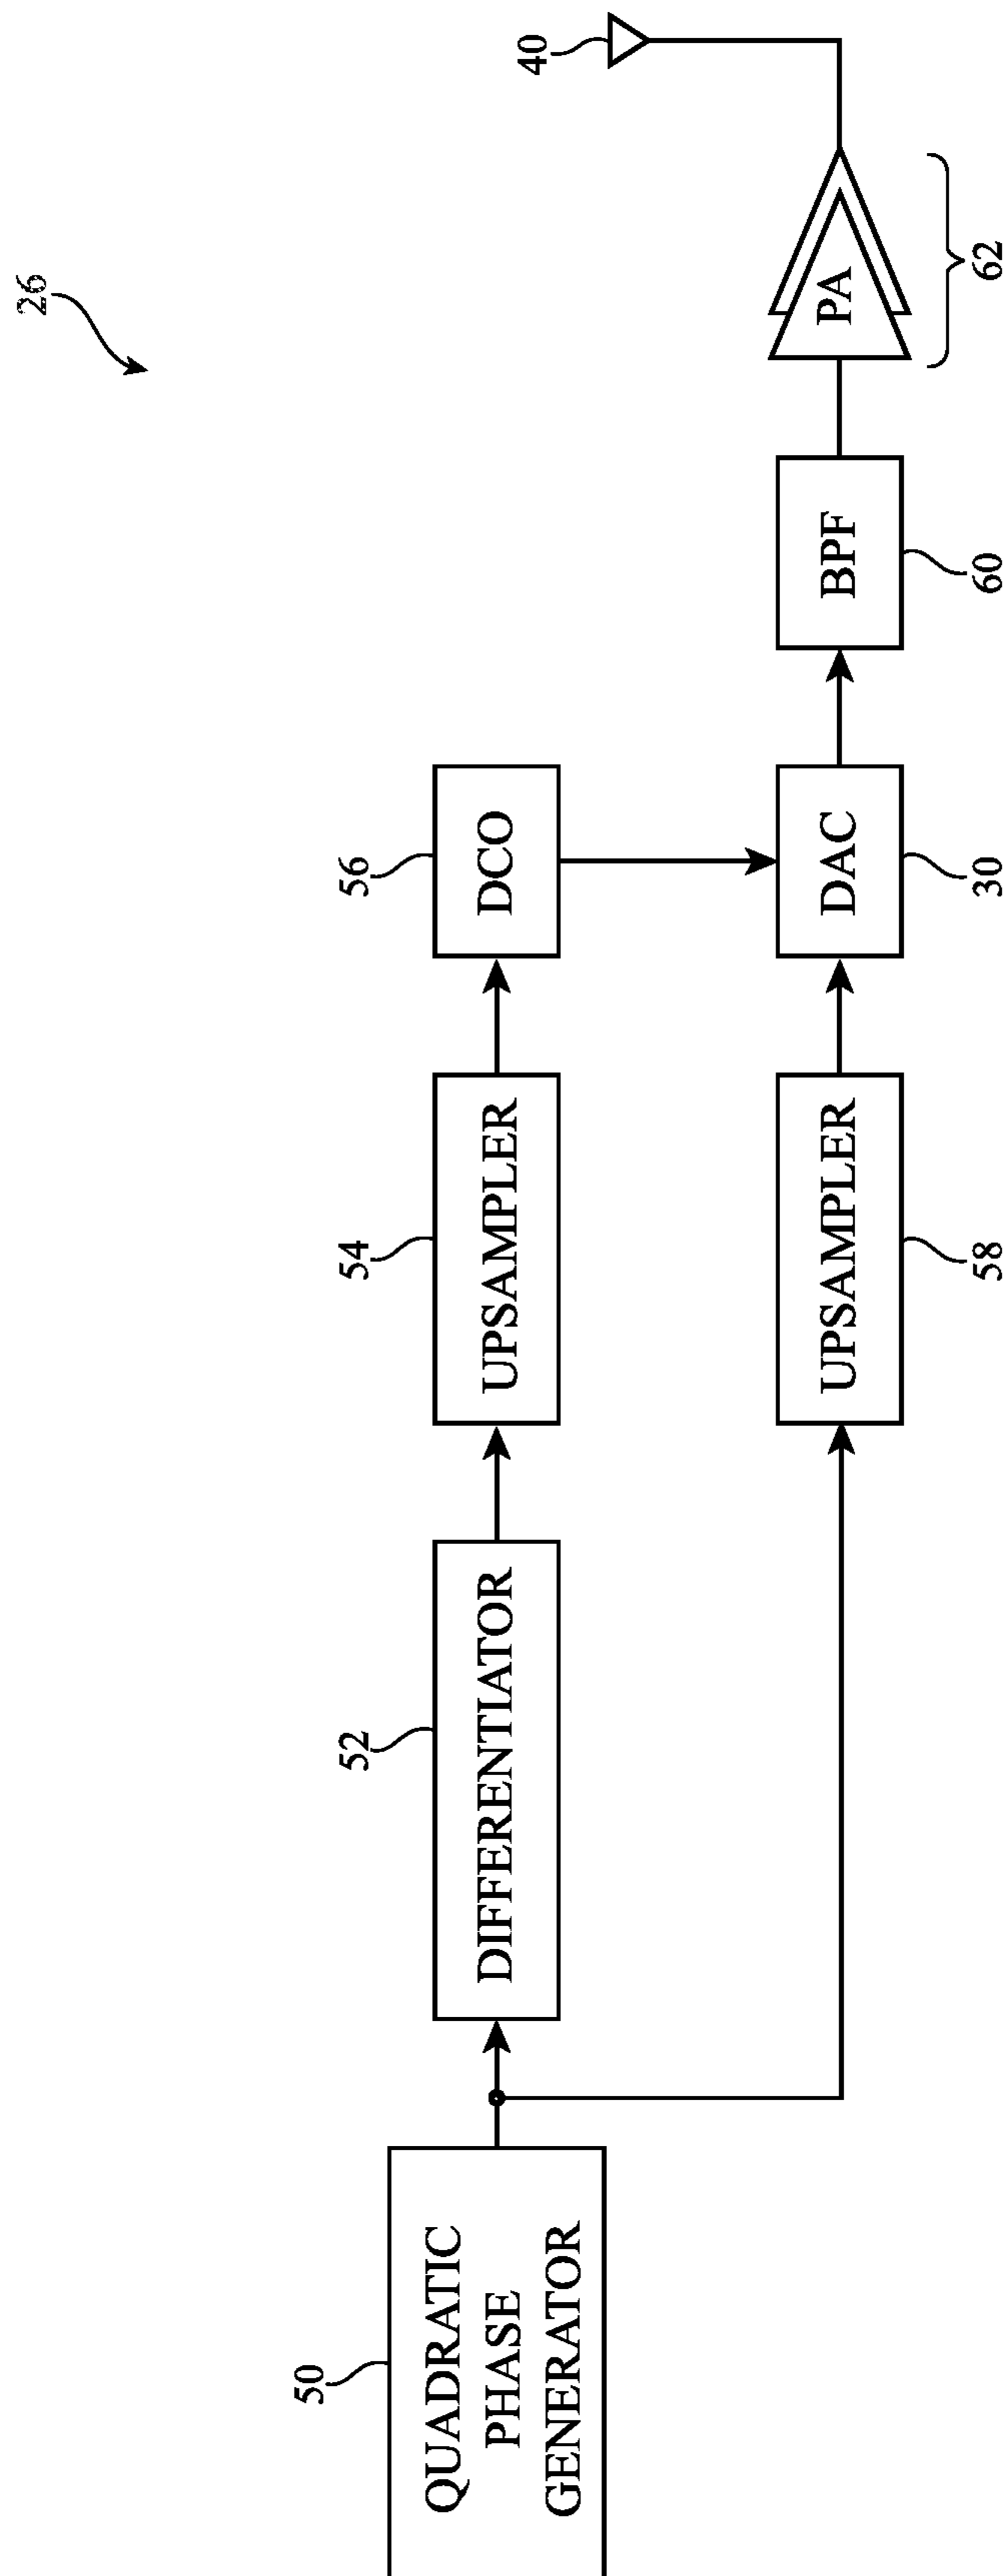 26
40
50
QUADRATIC
PHASE
GENERATOR
52
DIFFERENTIATOR
54
UPSAMPLER
56
DCO
58
UPSAMPLER
30
DAC
60
BPF
PA
62